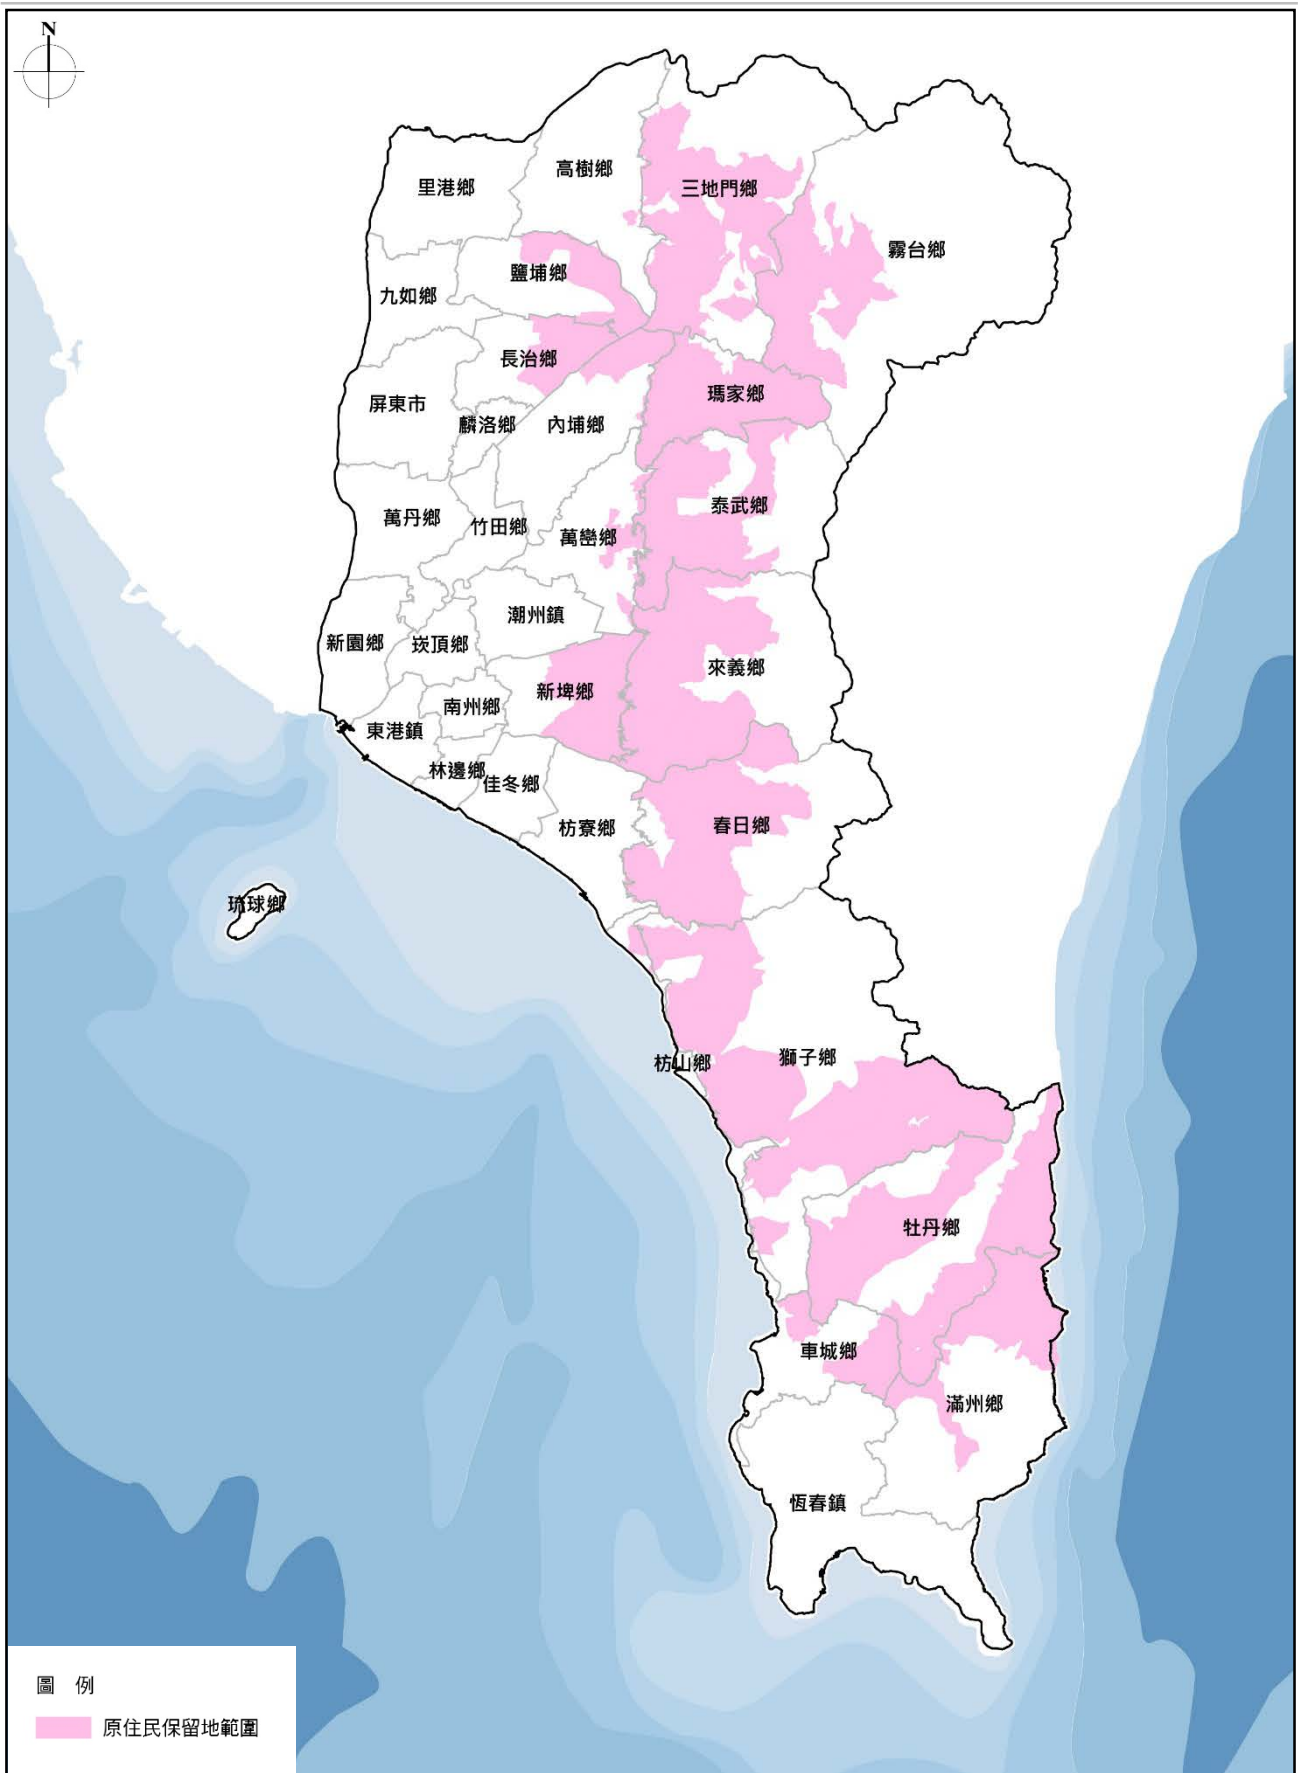 N
高樹鄉
里港鄉
三地門鄉
霧台鄉
鹽埔鄉
九如鄉
長治鄉
瑪家鄉
屏東市
麟洛鄉
內埔鄉
泰武鄉
萬丹鄉
竹田鄉
萬巒鄉
潮州鎮
新園鄉
崁頂鄉
來義鄉
新埤鄉
南州鄉
東港鎮
林邊鄉
佳冬鄉
枋寮鄉
春日鄉
琉球鄉
獅子鄉
枋山鄉
牡丹鄉
車城鄉
滿州鄉
恆春鎮
圖 例
原住民保留地範圍